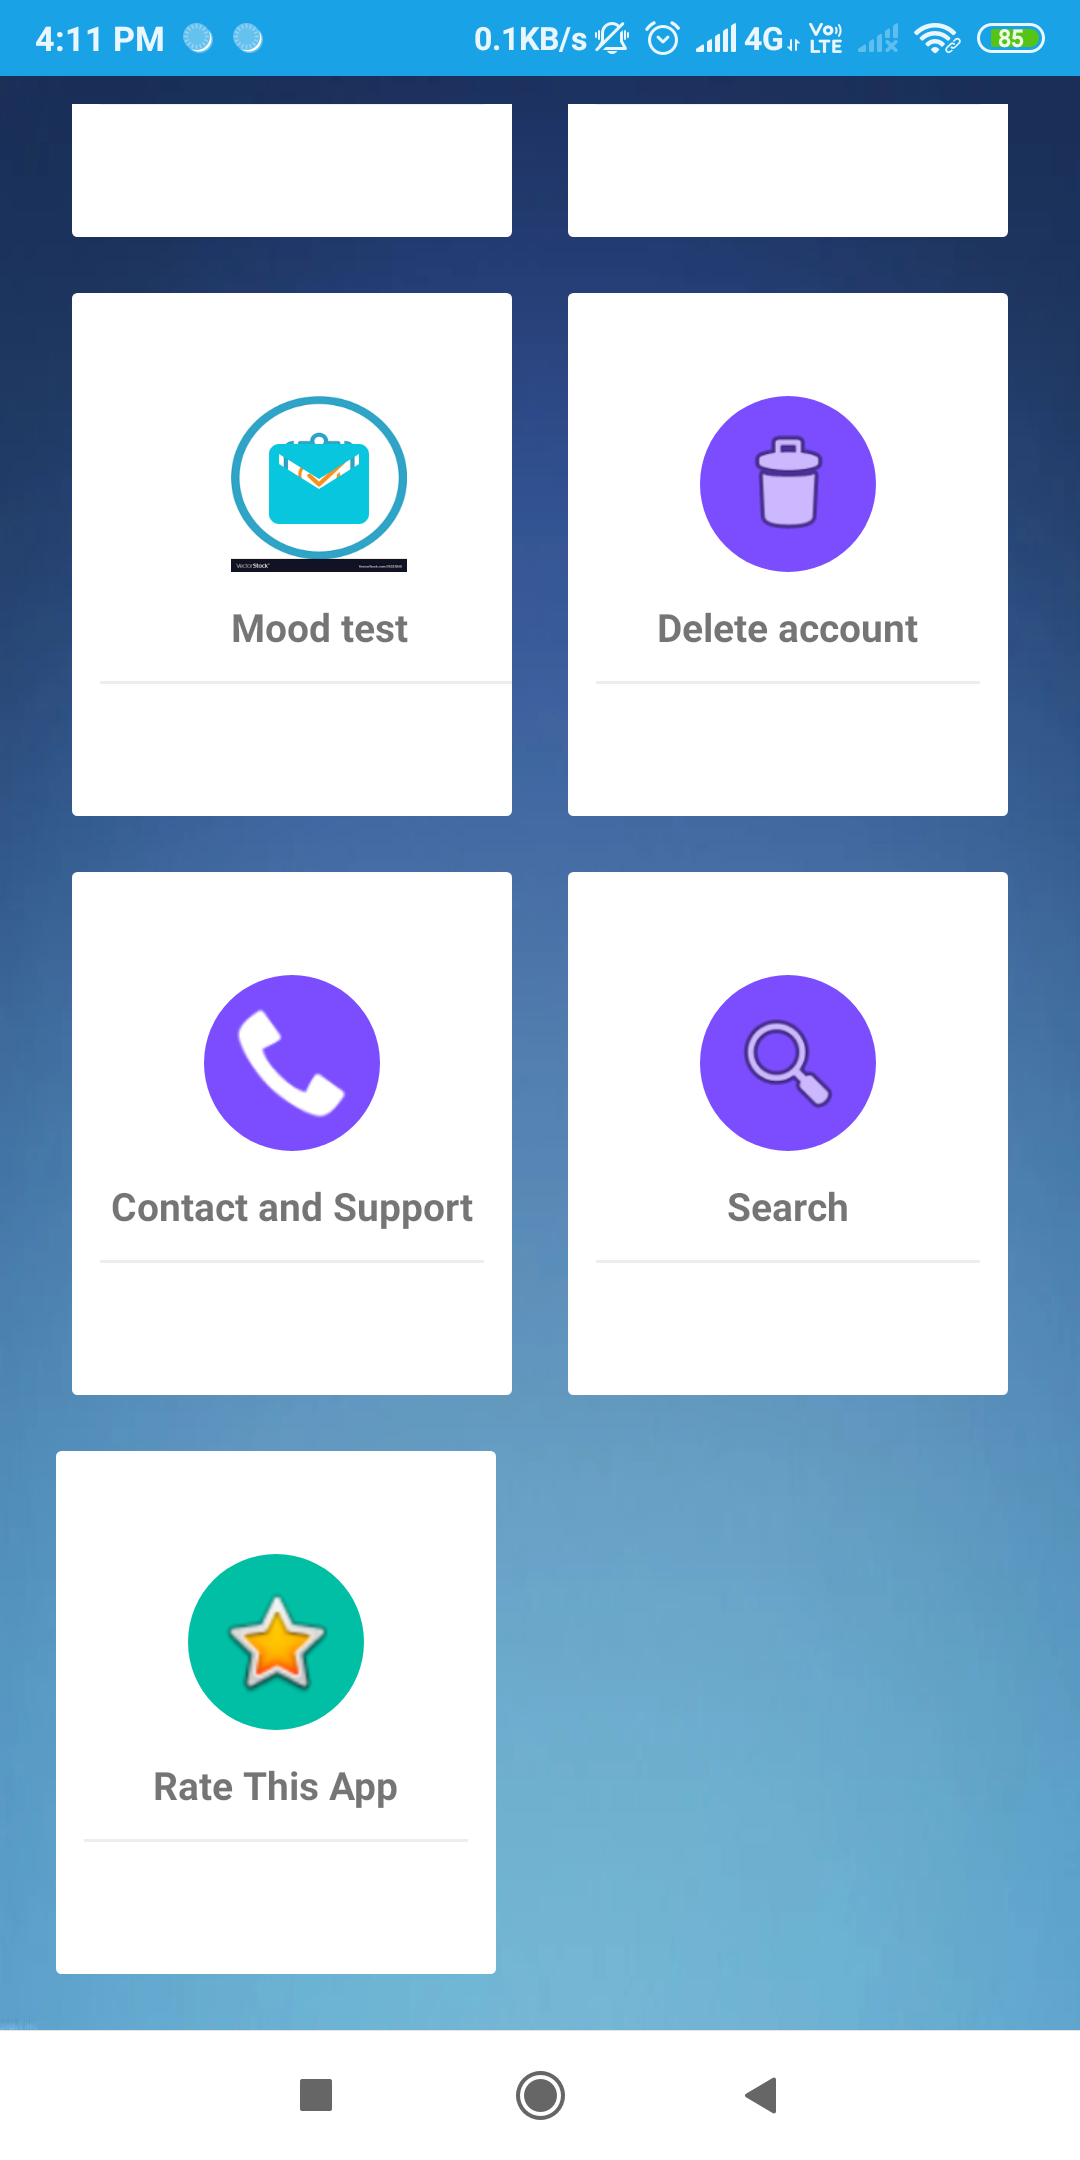 4:11 PM 0.1KB/s 4G Vo) LTE 85
VectorStock
Mood test
Delete account
Contact and Support
Search
Rate This App